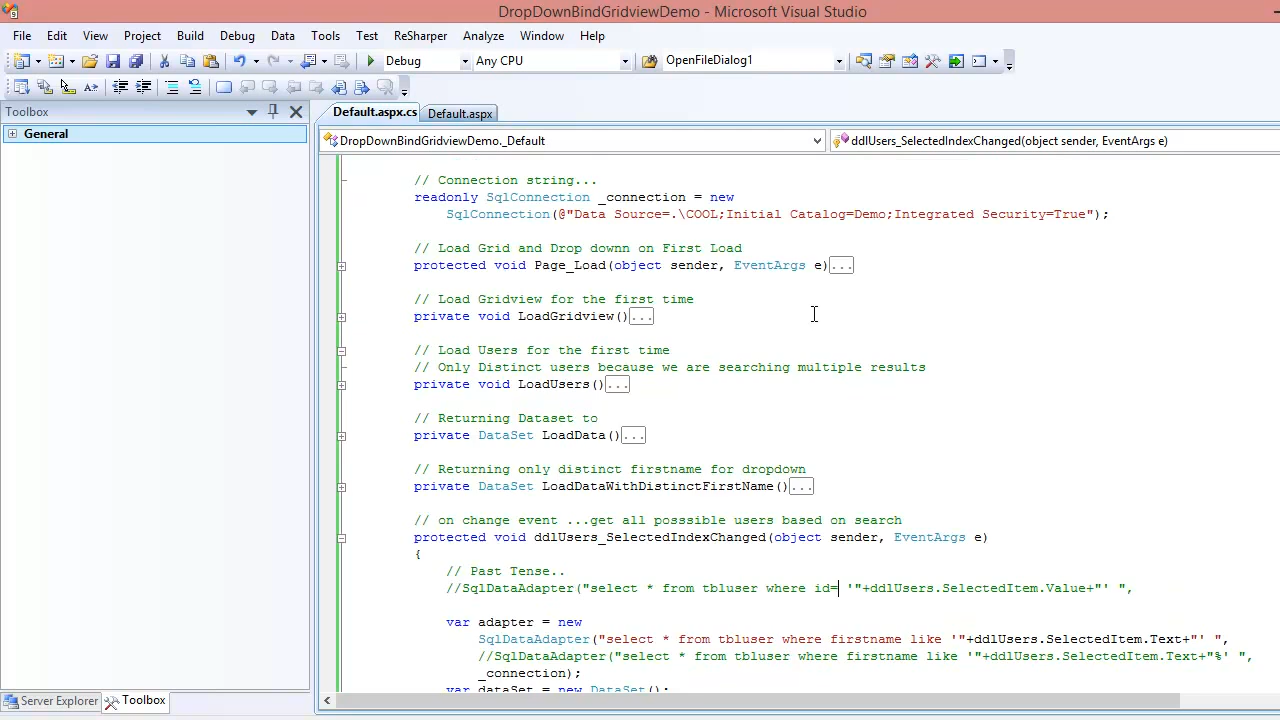 DropDownBindGridviewDemo - Microsoft Visual Studio
File Edit View Project Build Debug Data Tools Test ReSharper Analyze Window Help
Debug Any CPU OpenFileDialog1
Toolbox
General
Default.aspx.cs Default.aspx
DropDownBindGridviewDemo._Default ddlUsers_SelectedIndexChanged(object sender, EventArgs e)
// Connection string...
readonly SqlConnection _connection = new
SqlConnection(@"Data Source=.\COOL;Initial Catalog=Demo;Integrated Security=True");
// Load Grid and Drop downn on First Load
protected void Page_Load(object sender, EventArgs e)...
// Load Gridview for the first time
private void LoadGridview()...
// Load Users for the first time
// Only Distinct users because we are searching multiple results
private void LoadUsers()...
// Returning Dataset to
private DataSet LoadData()...
// Returning only distinct firstname for dropdown
private DataSet LoadDataWithDistinctFirstName()...
// on change event ...get all posssible users based on search
protected void ddlUsers_SelectedIndexChanged(object sender, EventArgs e)
{
// Past Tense..
//SqlDataAdapter("select * from tbluser where id= '"+ddlUsers.SelectedItem.Value+"' ",
var adapter = new
SqlDataAdapter("select * from tbluser where firstname like '"+ddlUsers.SelectedItem.Text+"' ",
//SqlDataAdapter("select * from tbluser where firstname like '"+ddlUsers.SelectedItem.Text+"%' ",
_connection);
var dataSet = new DataSet();
Server Explorer Toolbox